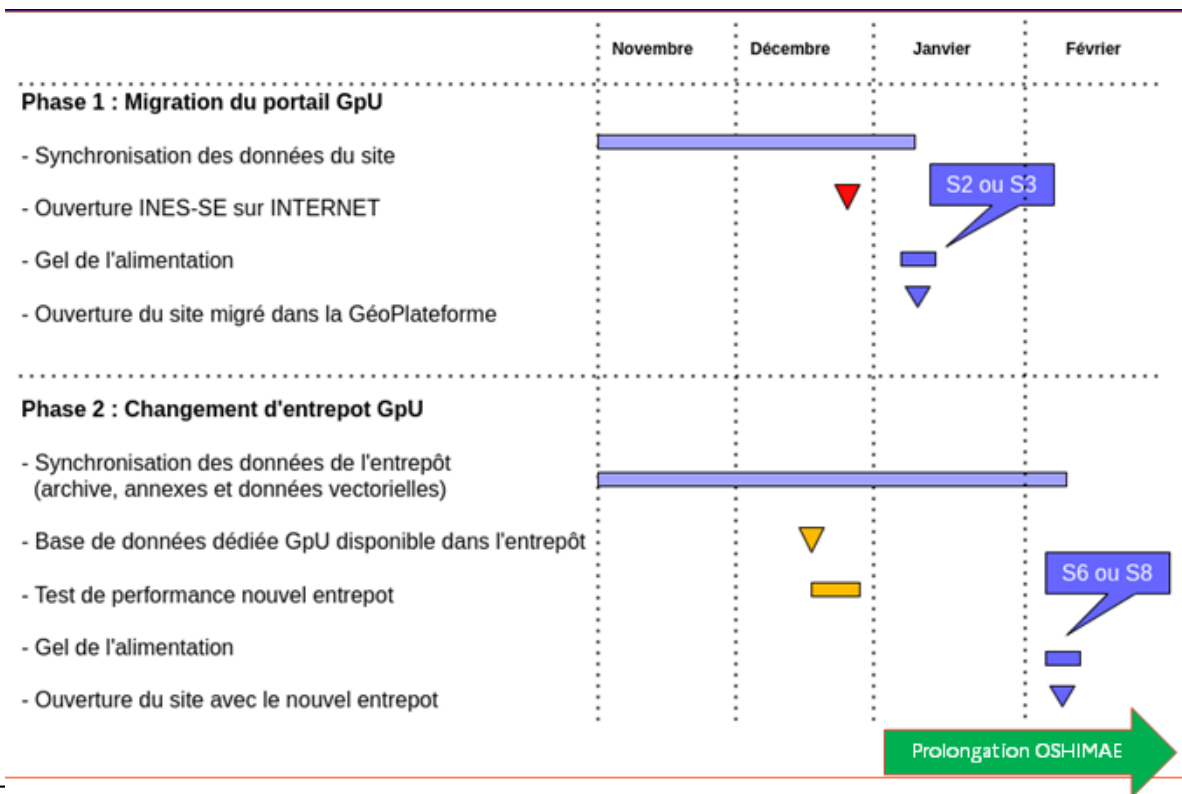 Novembre Décembre Janvier Février
Phase 1 : Migration du portail GpU
- Synchronisation des données du site
S2 ou S3
- Ouverture INES-SE sur INTERNET
- Gel de l'alimentation
- Ouverture du site migré dans la GéoPlateforme
Phase 2 : Changement d'entrepot GpU
- Synchronisation des données de l'entrepôt
(archive, annexes et données vectorielles)
- Base de données dédiée GpU disponible dans l'entrepôt
S6 ou S8
- Test de performance nouvel entrepot
- Gel de l'alimentation
- Ouverture du site avec le nouvel entrepot
Prolongation OSHIMAE